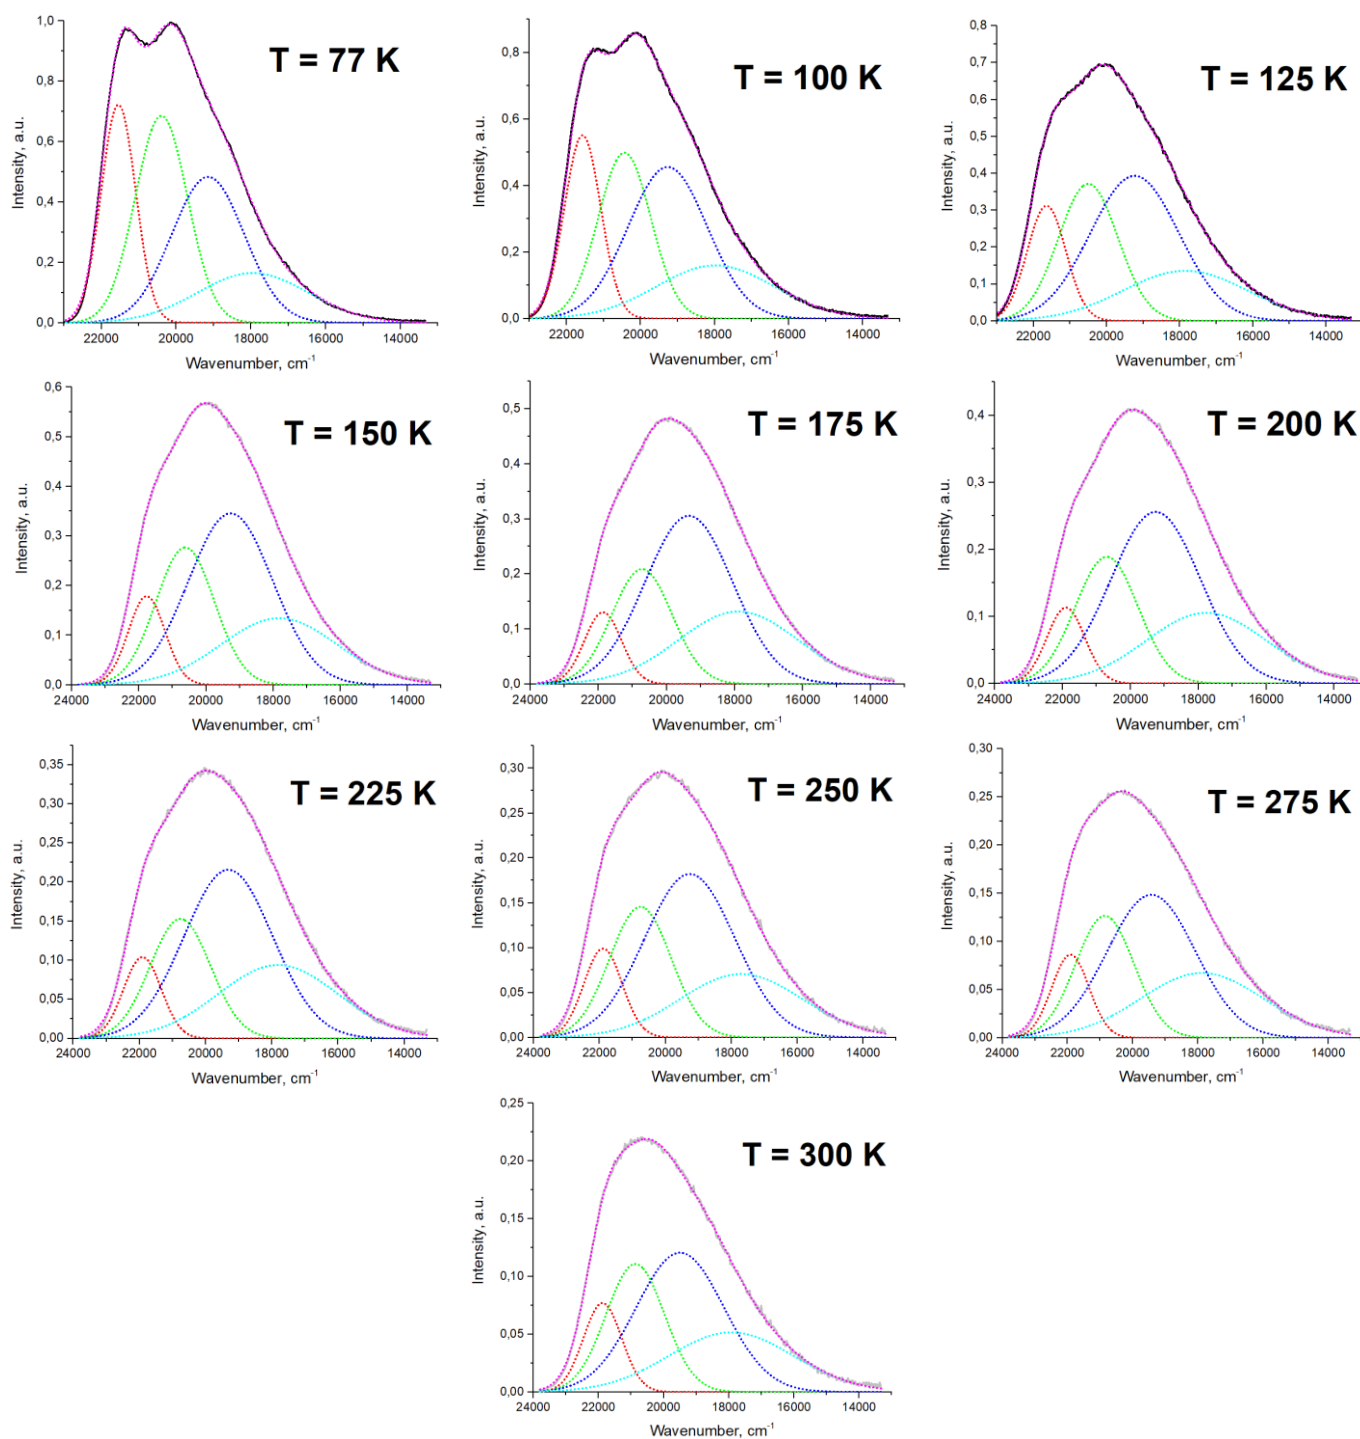 T = 77 K
Intensity, a.u.
1,0
0,8
0,6
0,4
0,2
0,0
22000 20000 18000 16000 14000
Wavenumber, cm⁻¹
T = 100 K
Intensity, a.u.
0,8
0,6
0,4
0,2
0,0
22000 20000 18000 16000 14000
Wavenumber, cm⁻¹
T = 125 K
Intensity, a.u.
0,8
0,7
0,6
0,5
0,4
0,3
0,2
0,1
0,0
22000 20000 18000 16000 14000
Wavenumber, cm⁻¹
T = 150 K
Intensity, a.u.
0,6
0,5
0,4
0,3
0,2
0,1
0,0
24000 22000 20000 18000 16000 14000
Wavenumber, cm⁻¹
T = 175 K
Intensity, a.u.
0,5
0,4
0,3
0,2
0,1
0,0
24000 22000 20000 18000 16000 14000
Wavenumber, cm⁻¹
T = 200 K
Intensity, a.u.
0,4
0,3
0,2
0,1
0,0
24000 22000 20000 18000 16000 14000
Wavenumber, cm⁻¹
T = 225 K
Intensity, a.u.
0,35
0,30
0,25
0,20
0,15
0,10
0,05
0,00
24000 22000 20000 18000 16000 14000
Wavenumber, cm⁻¹
T = 250 K
Intensity, a.u.
0,30
0,25
0,20
0,15
0,10
0,05
0,00
24000 22000 20000 18000 16000 14000
Wavenumber, cm⁻¹
T = 275 K
Intensity, a.u.
0,30
0,25
0,20
0,15
0,10
0,05
0,00
24000 22000 20000 18000 16000 14000
Wavenumber, cm⁻¹
T = 300 K
Intensity, a.u.
0,25
0,20
0,15
0,10
0,05
0,00
24000 22000 20000 18000 16000 14000
Wavenumber, cm⁻¹